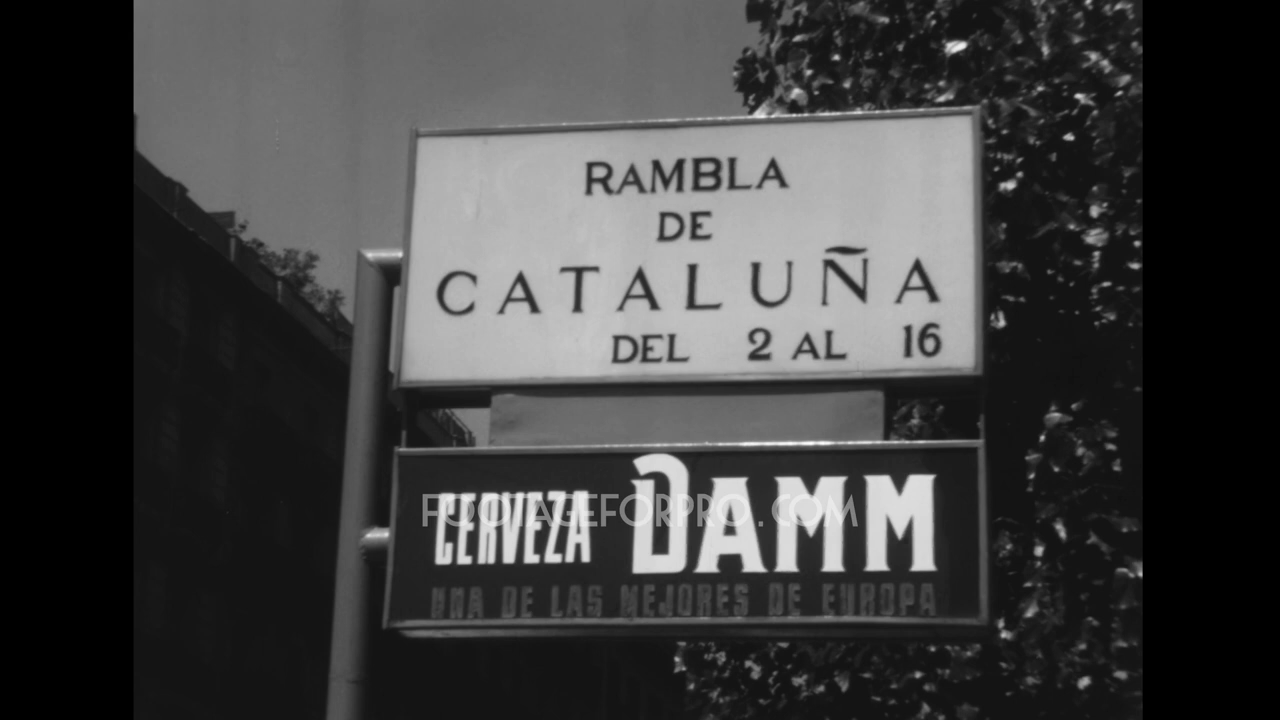 RAMBLA
DE
CATALUÑA
DEL 2 AL 16
CERVEZA DAMM
FOOTAGEFORPRO.COM
UNA DE LAS MEJORES DE EUROPA